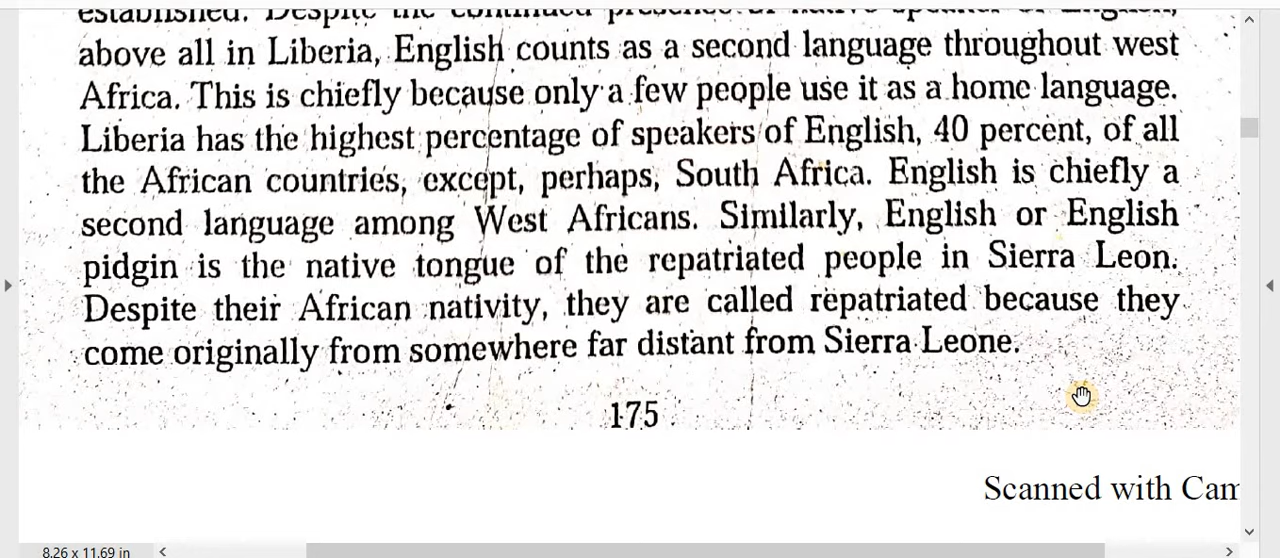 established. Despite the continued presence of native speaker of English,
above all in Liberia, English counts as a second language throughout west
Africa. This is chiefly because only a few people use it as a home language.
Liberia has the highest percentage of speakers of English, 40 percent, of all
the African countries, except, perhaps, South Africa. English is chiefly a
second language among West Africans. Similarly, English or English
pidgin is the native tongue of the repatriated people in Sierra Leon.
Despite their African nativity, they are called repatriated because they
come originally from somewhere far distant from Sierra Leone.
175
Scanned with Cam
8.26 x 11.69 in